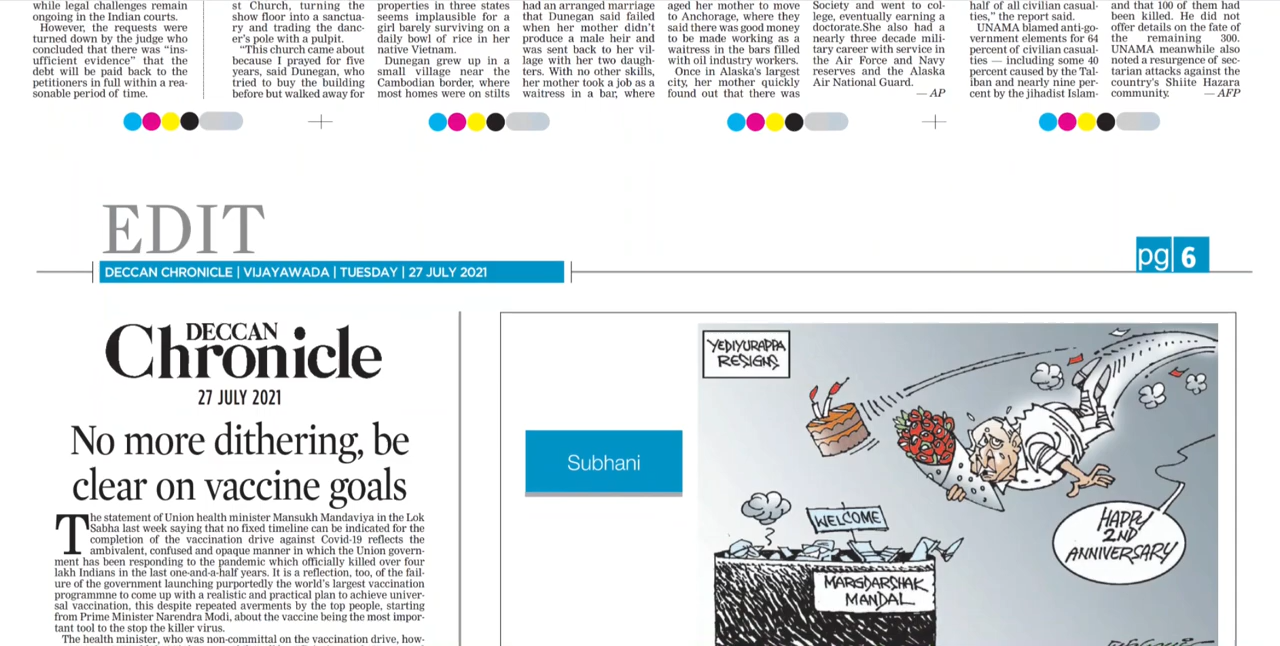 while legal challenges remain
ongoing in Indian courts.
However, the requests were
turned down by the judge who
concluded that there was “ins-
ufficient evidence” that the
debt will be paid back to the
petitioners in full within a rea-
sonable period of time.
st Church, turning the
show floor into a sanctua-
ry and trading the danc-
er's pole with a pulpit.
“This church came about
because I prayed for five
years, said Dunegan, who
tried to buy the building
before but walked away for
properties in three states
seems implausible for a
girl barely surviving on a
daily bowl of rice in her
native Vietnam.
Dunegan grew up in a
small village near the
Cambodian border, where
most homes were on stilts
had an arranged marriage
that Dunegan said failed
when her mother didn't
produce a male heir and
was sent back to her vil-
lage with her two daugh-
ters. With no other skills,
her mother took a job as a
waitress in a bar, where
aged her mother to move
to Anchorage, where they
said there was good money
to be made working as a
waitress in the bars filled
with oil industry workers.
Once in Alaska's largest
city, her mother quickly
found out that there was
Society and went to col-
lege, eventually earning a
doctorate.She also had a
nearly three decade mili-
tary career with service in
the Air Force and Navy
reserves and the Alaska
Air National Guard.
— AP
half of all civilian casual-
ties,” the report said.
UNAMA blamed anti-go-
vernment elements for 64
percent of civilian casual-
ties — including some 40
percent caused by the Tal-
iban and nearly nine per-
cent by the jihadist Islam-
and that 100 of them had
been killed. He did not
offer details on the fate of
the remaining 300.
UNAMA meanwhile also
noted a resurgence of sec-
tarian attacks against the
country's Shiite Hazara
community. — AFP
EDIT
DECCAN CHRONICLE | VIJAYAWADA | TUESDAY | 27 JULY 2021
pg 6
DECCAN
Chronicle
27 JULY 2021
No more dithering, be
clear on vaccine goals
The statement of Union health minister Mansukh Mandaviya in the Lok
Sabha last week saying that no fixed timeline can be indicated for the
completion of the vaccination drive against Covid-19 reflects the
ambivalent, confused and opaque manner in which the Union govern-
ment has been responding to the pandemic which officially killed over four
lakh Indians in the last one-and-a-half years. It is a reflection, too, of the fail-
ure of the government launching purportedly the world's largest vaccination
programmne to come up with a realistic and practical plan to achieve univer-
sal vaccination, this despite repeated averments by the top people, starting
from Prime Minister Narendra Modi, about the vaccine being the most impor-
tant tool to the stop the killer virus.
The health minister, who was non-committal on the vaccination drive, how-
Subhani
YEDIYURAPPA
RESIGNS
WELCOME
MARGDARSHAK
MANDAL
HAPPY
2ND
ANNIVERSARY